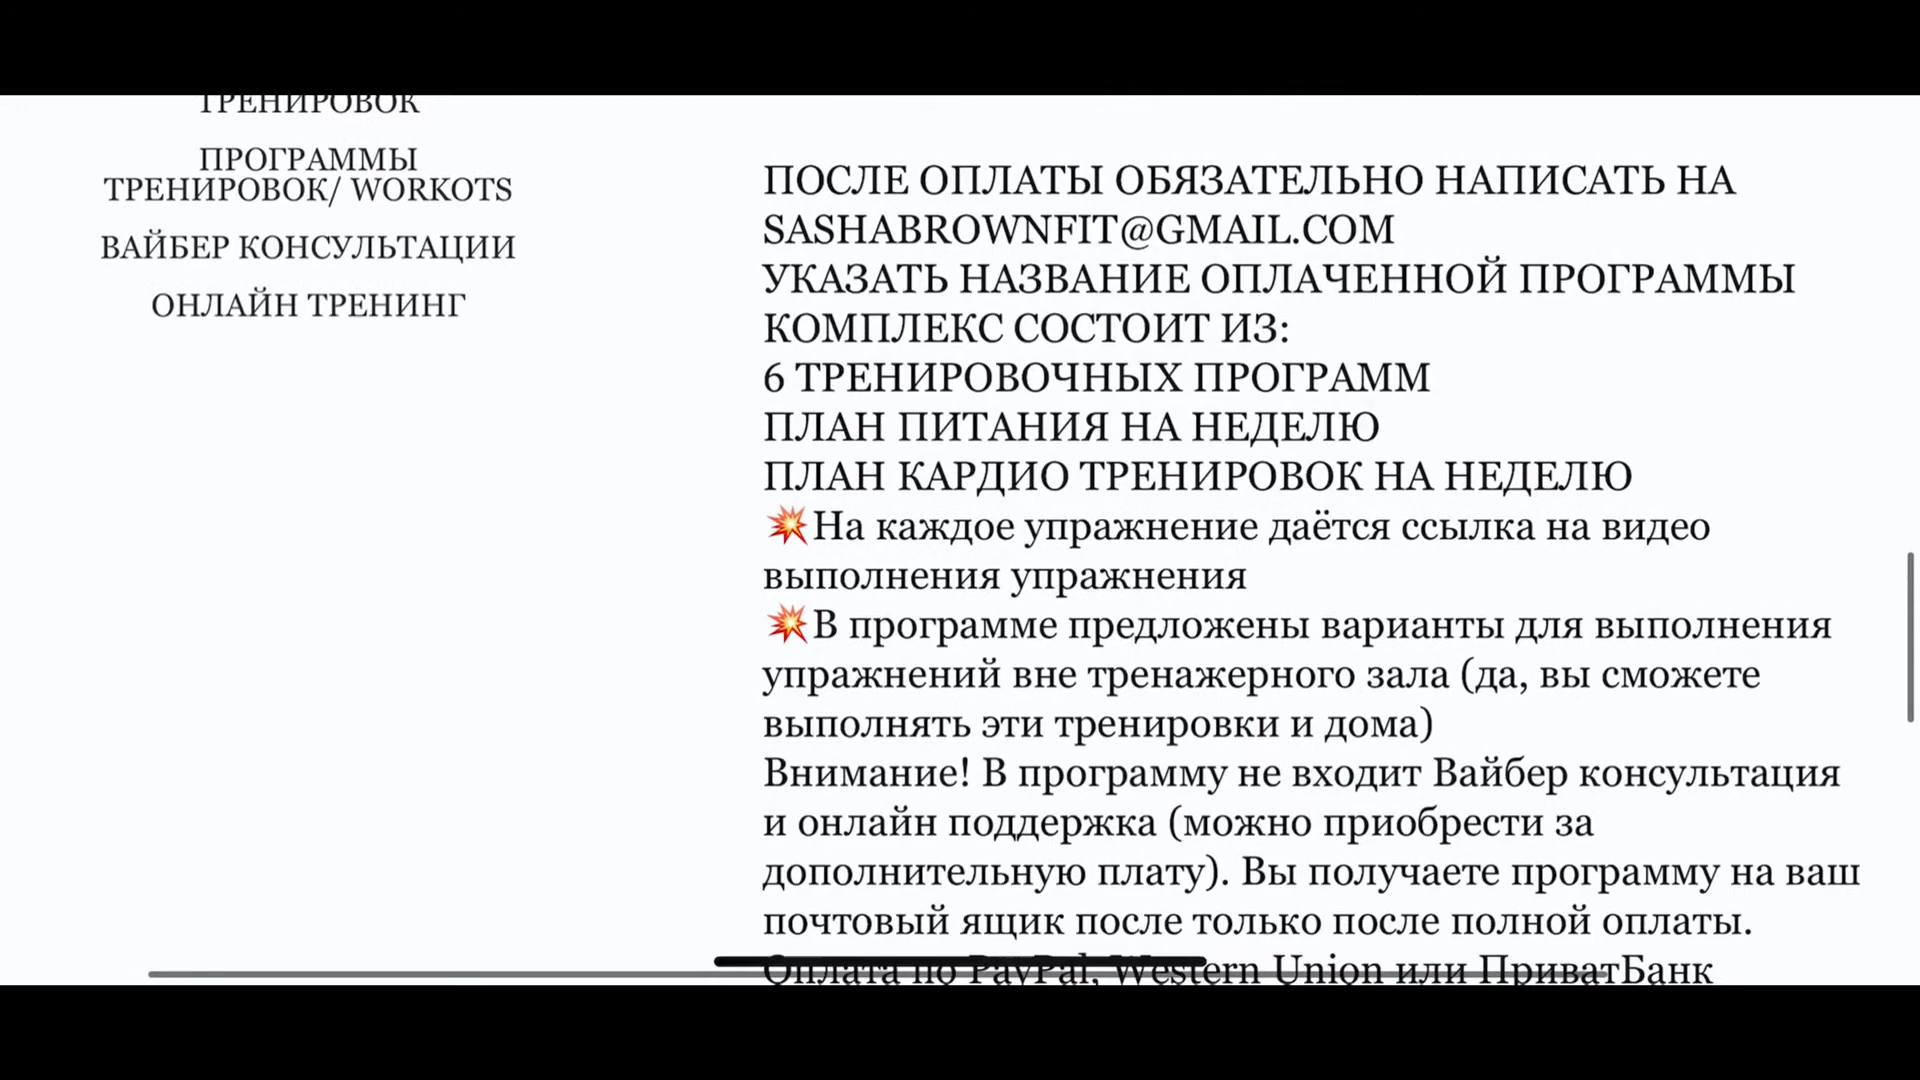 ТРЕНИРОВОК
ПРОГРАММЫ
ТРЕНИРОВОК/ WORKOTS
ВАЙБЕР КОНСУЛЬТАЦИИ
ОНЛАЙН ТРЕНИНГ
ПОСЛЕ ОПЛАТЫ ОБЯЗАТЕЛЬНО НАПИСАТЬ НА
SASHABROWNFIT@GMAIL.COM
УКАЗАТЬ НАЗВАНИЕ ОПЛАЧЕННОЙ ПРОГРАММЫ
КОМПЛЕКС СОСТОИТ ИЗ:
6 ТРЕНИРОВОЧНЫХ ПРОГРАММ
ПЛАН ПИТАНИЯ НА НЕДЕЛЮ
ПЛАН КАРДИО ТРЕНИРОВОК НА НЕДЕЛЮ
💥На каждое упражнение даётся ссылка на видео
выполнения упражнения
💥В программе предложены варианты для выполнения
упражнений вне тренажерного зала (да, вы сможете
выполнять эти тренировки и дома)
Внимание! В программу не входит Вайбер консультация
и онлайн поддержка (можно приобрести за
дополнительную плату). Вы получаете программу на ваш
почтовый ящик после только после полной оплаты.
Оплата по PayPal, Western Union или ПриватБанк